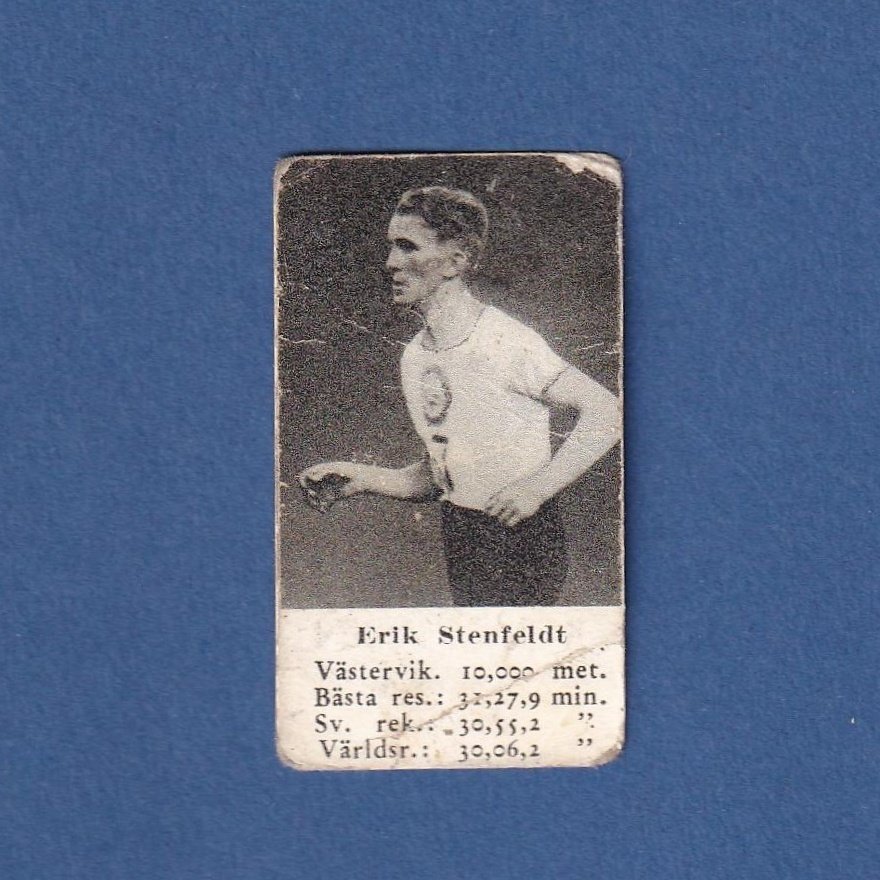 Erik Stenfeldt
Västervik. 10,000 met.
Bästa res.: 31,27,9 min.
Sv. rek.: 30,55,2 ”
Världsr.: 30,06,2 ”